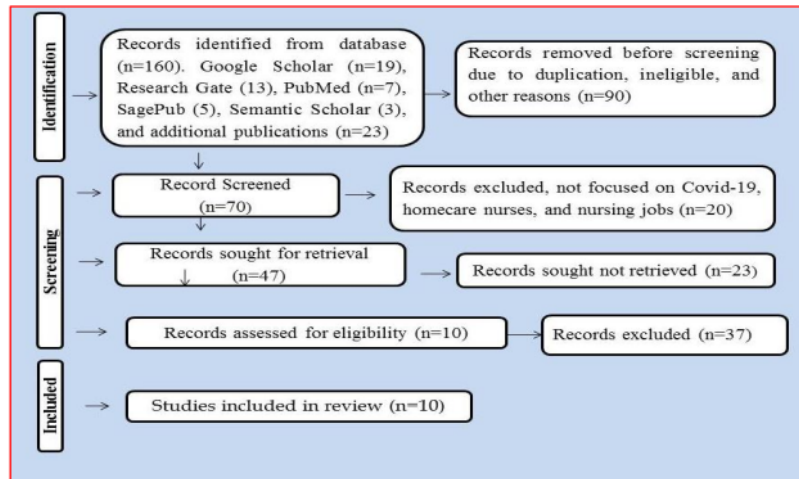 Identification
Records identified from database
(n=160). Google Scholar (n=19),
Research Gate (13), PubMed (n=7),
SagePub (5), Semantic Scholar (3),
and additional publications (n=23)
Records removed before screening
due to duplication, ineligible, and
other reasons (n=90)
Screening
Record Screened
(n=70)
Records excluded, not focused on Covid-19,
homecare nurses, and nursing jobs (n=20)
Records sought for retrieval
(n=47)
Records sought not retrieved (n=23)
Records assessed for eligibility (n=10)
Records excluded (n=37)
Included
Studies included in review (n=10)